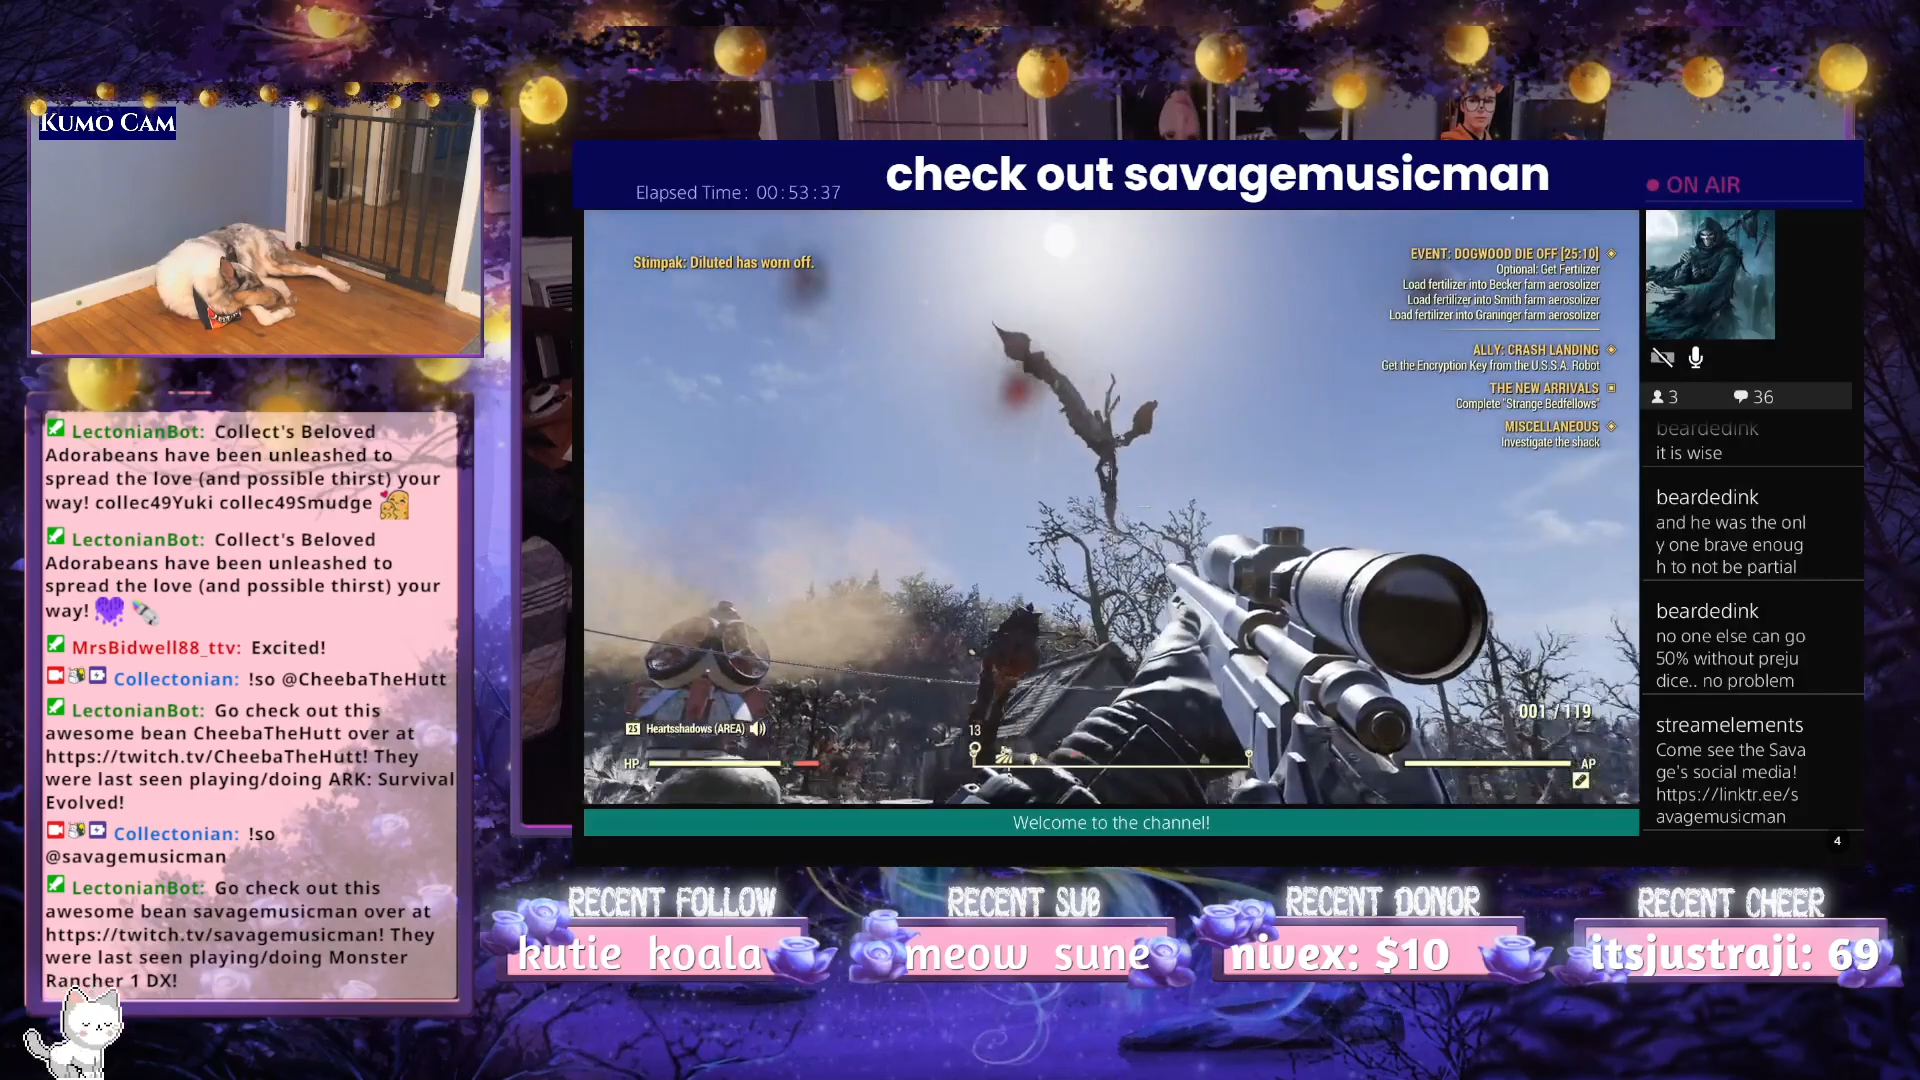 KUMO CAM
LectonianBot: Collect's Beloved
Adorabeans have been unleashed to
spread the love (and possible thirst) your
way! collec49Yuki collec49Smudge
LectonianBot: Collect's Beloved
Adorabeans have been unleashed to
spread the love (and possible thirst) your
way!
MrsBidwell88_ttv: Excited!
Collectonian: !so @CheebaTheHutt
LectonianBot: Go check out this
awesome bean CheebaTheHutt over at
https://twitch.tv/CheebaTheHutt! They
were last seen playing/doing ARK: Survival
Evolved!
Collectonian: !so
@savagemusicman
LectonianBot: Go check out this
awesome bean savagemusicman over at
https://twitch.tv/savagemusicman! They
were last seen playing/doing Monster
Rancher 1 DX!
Elapsed Time: 00:53:37
check out savagemusicman
ON AIR
Stimpak: Diluted has worn off.
EVENT: DOGWOOD DIE OFF [25:10]
Optional: Get Fertilizer
Load fertilizer into Becker farm aerosolizer
Load fertilizer into Smith farm aerosolizer
Load fertilizer into Graninger farm aerosolizer
ALLY: CRASH LANDING
Get the Encryption Key from the U.S.S.A. Robot
THE NEW ARRIVALS
Complete "Strange Bedfellows"
MISCELLANEOUS
Investigate the shack
25 Heartsshadows (AREA)
HP
13
001 / 119
AP
Welcome to the channel!
3 36
beardedink
it is wise
beardedink
and he was the onl
y one brave enoug
h to not be partial
beardedink
no one else can go
50% without preju
dice.. no problem
streamelements
Come see the Sava
ge's social media!
https://linktr.ee/s
avagemusicman
4
RECENT FOLLOW
kutie koala
RECENT SUB
meow sune
RECENT DONOR
nivex: $10
RECENT CHEER
itsjustraji: 69